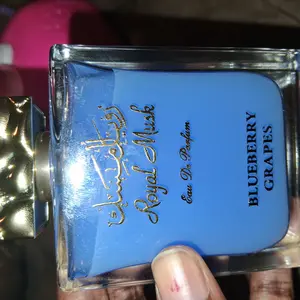 رويال مسك
Royal Musk
Eau De Parfum
BLUEBERRY
GRAPES